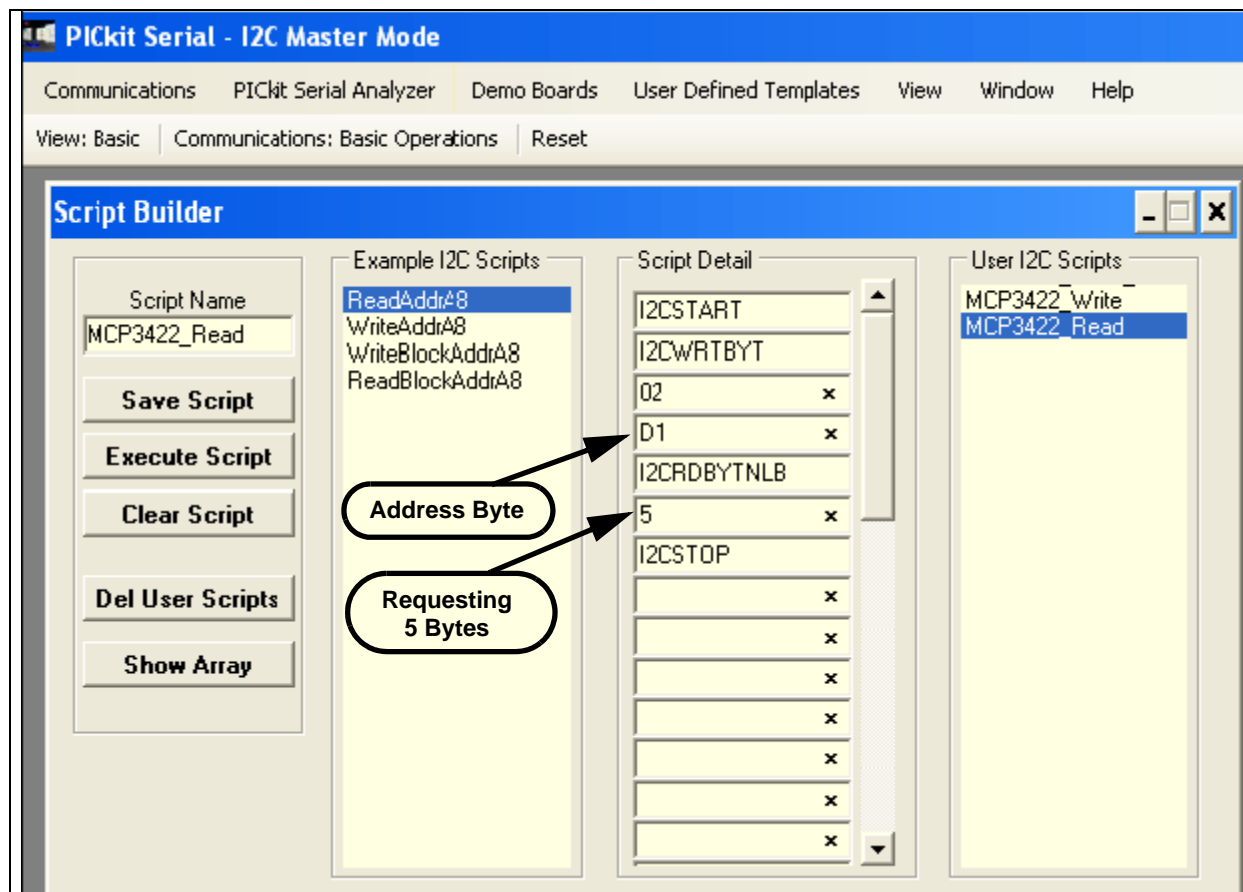 PICkit Serial - I2C Master Mode
Communications PICkit Serial Analyzer Demo Boards User Defined Templates View Window Help
View: Basic Communications: Basic Operations Reset
Script Builder
Script Name
MCP3422_Read
Save Script
Execute Script
Clear Script
Del User Scripts
Show Array
Example I2C Scripts
ReadAddrA8
WriteAddrA8
WriteBlockAddrA8
ReadBlockAddrA8
Address Byte
Requesting
5 Bytes
Script Detail
I2CSTART
I2CWRTBYT
02 x
D1 x
I2CRDBYTNLB
5 x
I2CSTOP
x
x
x
x
x
x
x
User I2C Scripts
MCP3422_Write_
MCP3422_Read